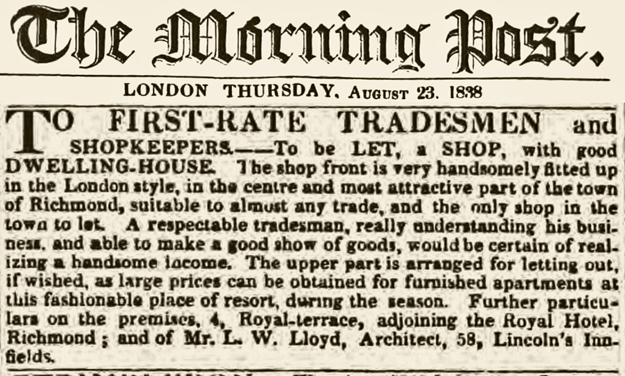 The Morning Post.
LONDON THURSDAY, AUGUST 23. 1838
TO FIRST-RATE TRADESMEN and
SHOPKEEPERS.——To be LET, a SHOP, with good
DWELLING-HOUSE. The shop front is very handsomely fitted up
in the London style, in the centre and most attractive part of the town
of Richmond, suitable to almost any trade, and the only shop in the
town to let. A respectable tradesman, really understanding his busi-
ness, and able to make a good show of goods, would be certain of real-
izing a handsome income. The upper part is arranged for letting out,
if wished, as large prices can be obtained for furnished apartments at
this fashionable place of resort, during the season. Further particu-
lars on the premises, 4, Royal-terrace, adjoining the Royal Hotel,
Richmond; and of Mr. L. W. Lloyd, Architect, 58, Lincoln's Inn-
fields.